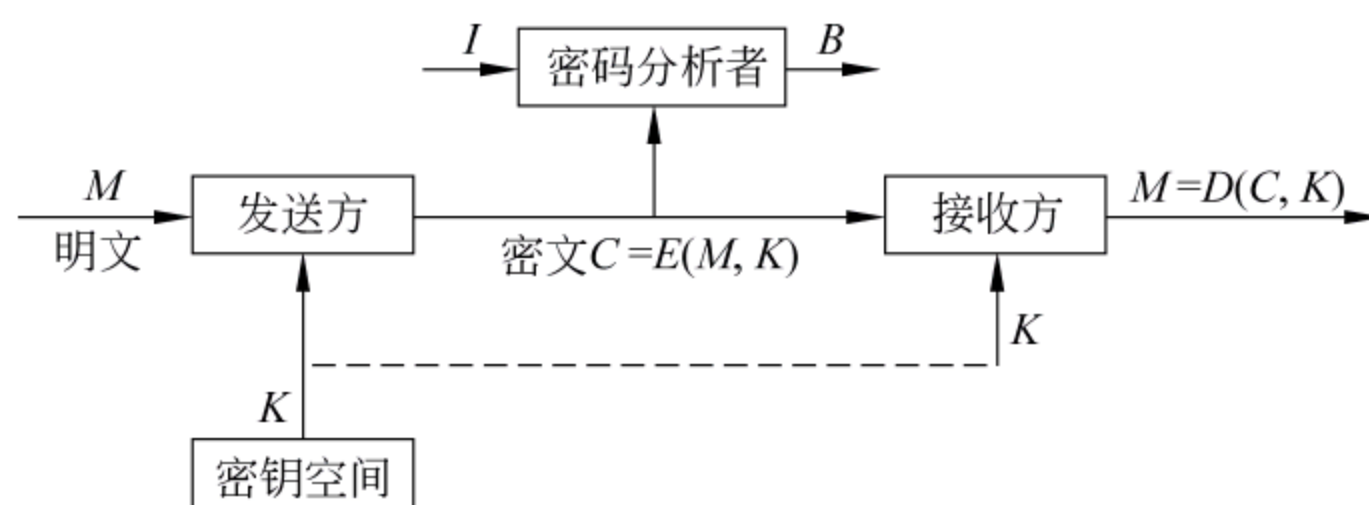 I
密码分析者
B
M
明文
发送方
密文C=E(M, K)
接收方
M=D(C, K)
K
K
密钥空间